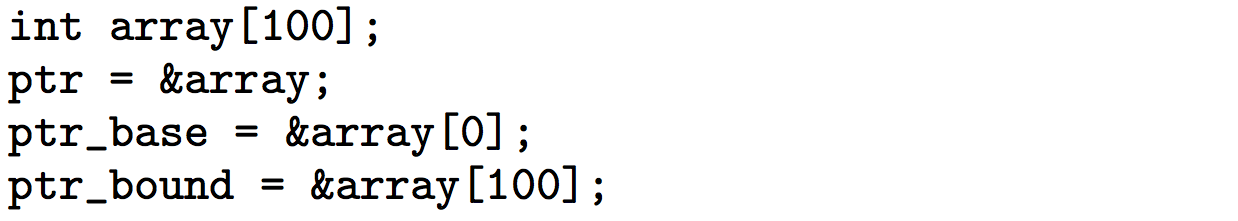 int array[100];
ptr = &array;
ptr_base = &array[0];
ptr_bound = &array[100];